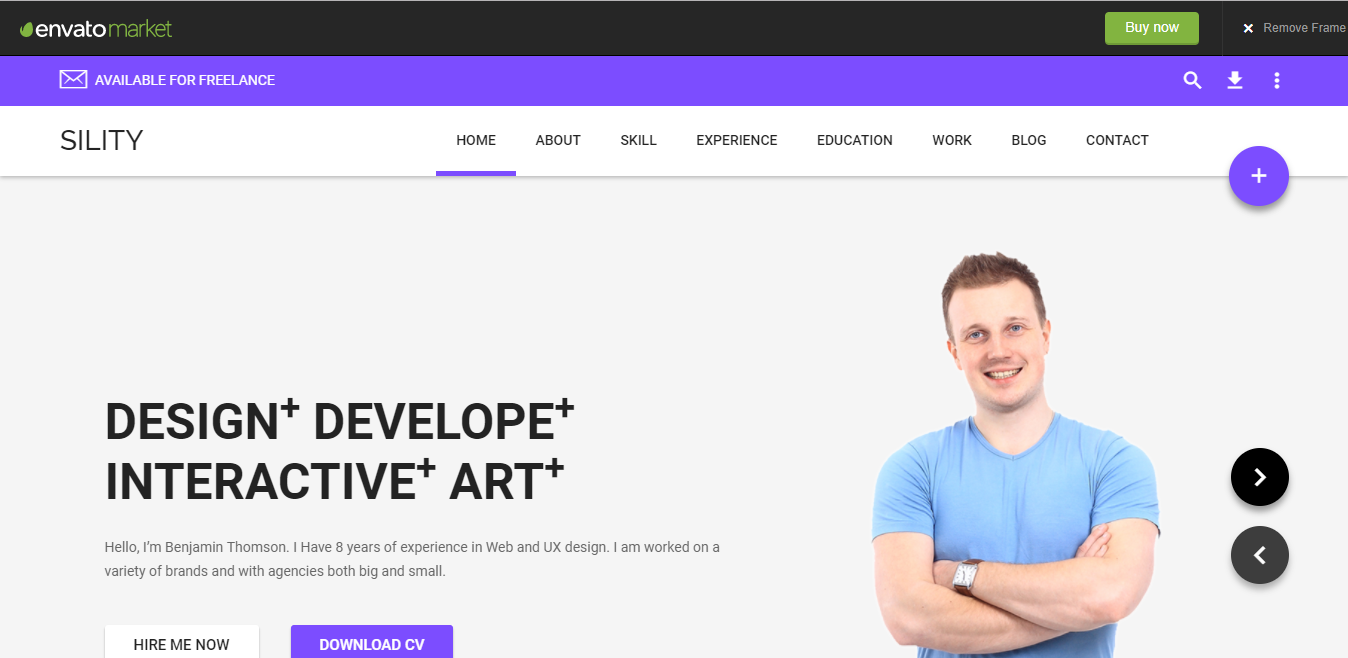 envatomarket
Buy now
Remove Frame
AVAILABLE FOR FREELANCE
SILITY
HOME ABOUT SKILL EXPERIENCE EDUCATION WORK BLOG CONTACT
+
DESIGN+ DEVELOPE+
INTERACTIVE+ ART+
Hello, I'm Benjamin Thomson. I Have 8 years of experience in Web and UX design. I am worked on a
variety of brands and with agencies both big and small.
HIRE ME NOW
DOWNLOAD CV